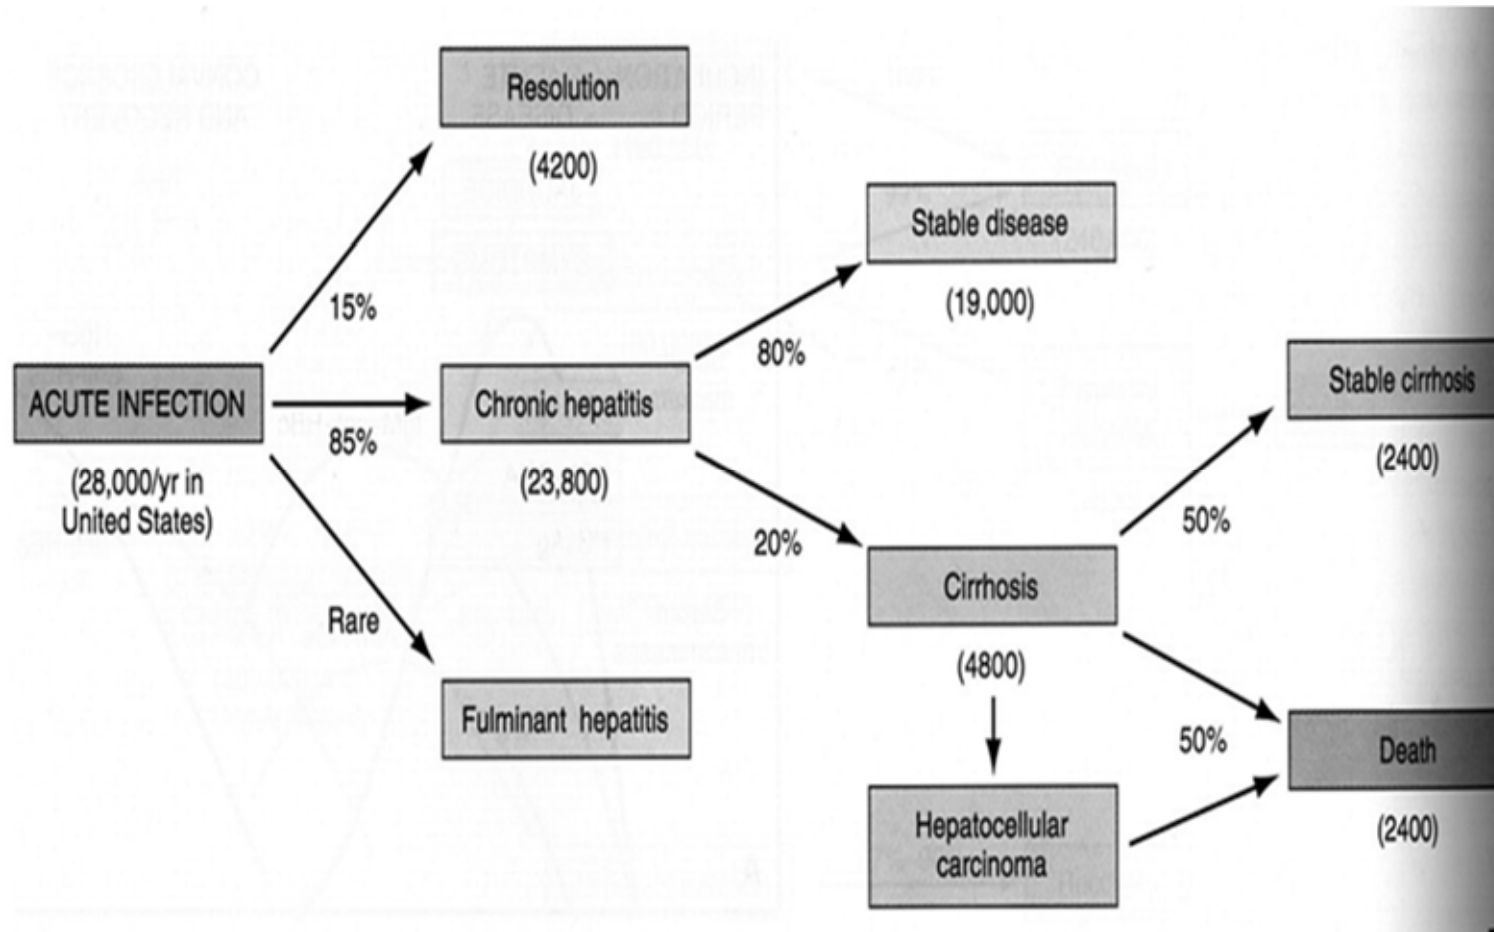 Resolution
(4200)
Stable disease
(19,000)
15%
80%
Stable cirrhosis
(2400)
ACUTE INFECTION
(28,000/yr in
United States)
85%
Chronic hepatitis
(23,800)
20%
50%
Cirrhosis
(4800)
Rare
Fulminant hepatitis
50%
Death
(2400)
Hepatocellular
carcinoma